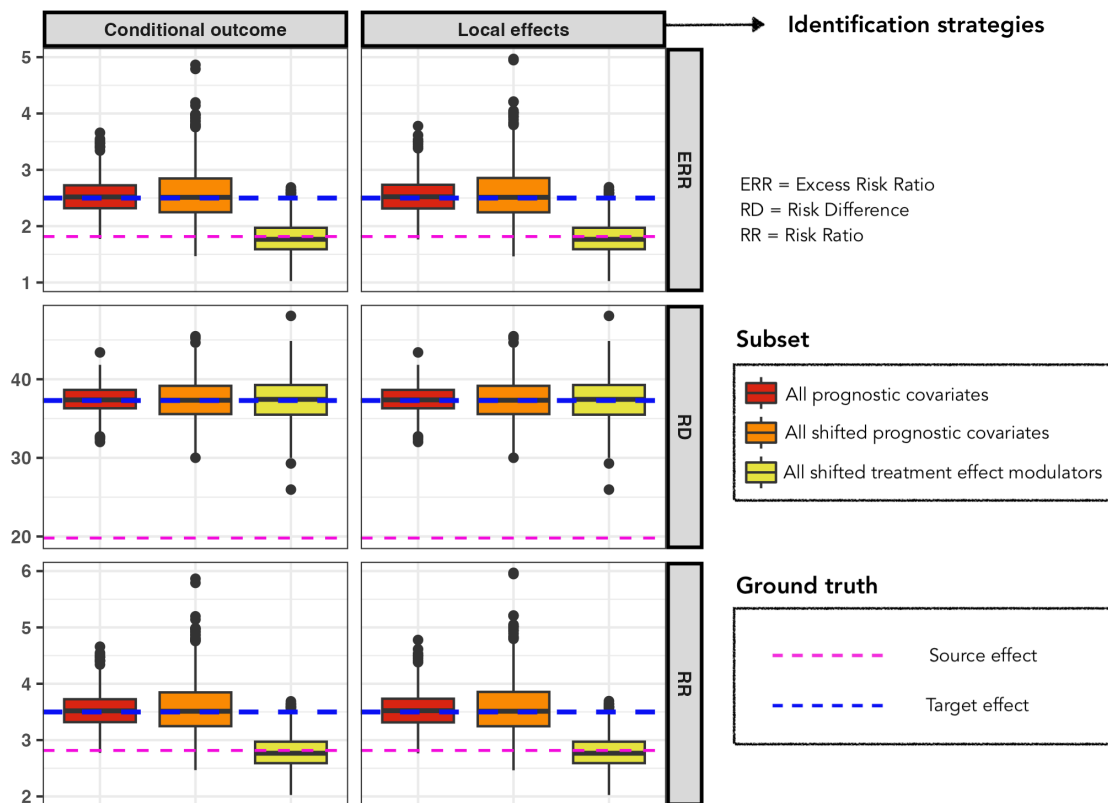 Conditional outcome
Local effects
Identification strategies
5
4
3
2
1
ERR
ERR = Excess Risk Ratio
RD = Risk Difference
RR = Risk Ratio
40
30
20
RD
Subset
All prognostic covariates
All shifted prognostic covariates
All shifted treatment effect modulators
6
5
4
3
2
RR
Ground truth
Source effect
Target effect